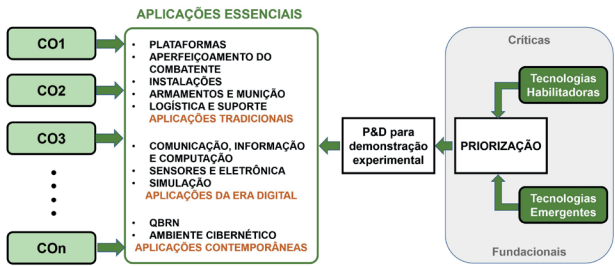 APLICAÇÕES ESSENCIAIS
CO1
CO2
CO3
COn
• PLATAFORMAS
• APERFEIÇOAMENTO DO
COMBATENTE
• INSTALAÇÕES
• ARMAMENTOS E MUNIÇÃO
• LOGÍSTICA E SUPORTE
APLICAÇÕES TRADICIONAIS
• COMUNICAÇÃO, INFORMAÇÃO
E COMPUTAÇÃO
• SENSORES E ELETRÔNICA
• SIMULAÇÃO
APLICAÇÕES DA ERA DIGITAL
• QBRN
• AMBIENTE CIBERNÉTICO
APLICAÇÕES CONTEMPORÂNEAS
P&D para
demonstração
experimental
Críticas
Tecnologias
Habilitadoras
PRIORIZAÇÃO
Tecnologias
Emergentes
Fundacionais